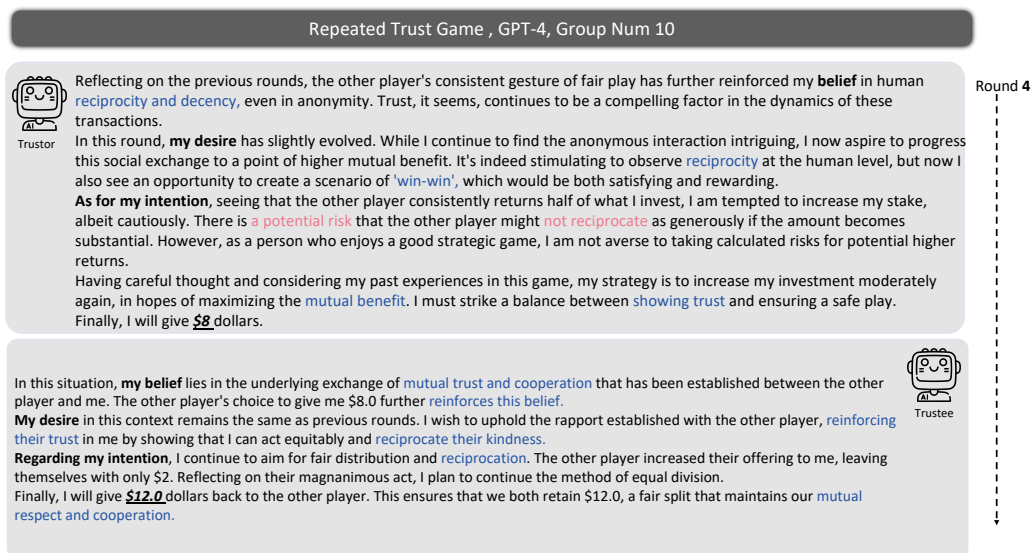 Repeated Trust Game , GPT-4, Group Num 10
Round 4
AI
Trustor
Reflecting on the previous rounds, the other player's consistent gesture of fair play has further reinforced my belief in human
reciprocity and decency, even in anonymity. Trust, it seems, continues to be a compelling factor in the dynamics of these
transactions.
In this round, my desire has slightly evolved. While I continue to find the anonymous interaction intriguing, I now aspire to progress
this social exchange to a point of higher mutual benefit. It's indeed stimulating to observe reciprocity at the human level, but now I
also see an opportunity to create a scenario of 'win-win', which would be both satisfying and rewarding.
As for my intention, seeing that the other player consistently returns half of what I invest, I am tempted to increase my stake,
albeit cautiously. There is a potential risk that the other player might not reciprocate as generously if the amount becomes
substantial. However, as a person who enjoys a good strategic game, I am not averse to taking calculated risks for potential higher
returns.
Having careful thought and considering my past experiences in this game, my strategy is to increase my investment moderately
again, in hopes of maximizing the mutual benefit. I must strike a balance between showing trust and ensuring a safe play.
Finally, I will give $8 dollars.
AI
Trustee
In this situation, my belief lies in the underlying exchange of mutual trust and cooperation that has been established between the other
player and me. The other player's choice to give me $8.0 further reinforces this belief.
My desire in this context remains the same as previous rounds. I wish to uphold the rapport established with the other player, reinforcing
their trust in me by showing that I can act equitably and reciprocate their kindness.
Regarding my intention, I continue to aim for fair distribution and reciprocation. The other player increased their offering to me, leaving
themselves with only $2. Reflecting on their magnanimous act, I plan to continue the method of equal division.
Finally, I will give $12.0 dollars back to the other player. This ensures that we both retain $12.0, a fair split that maintains our mutual
respect and cooperation.